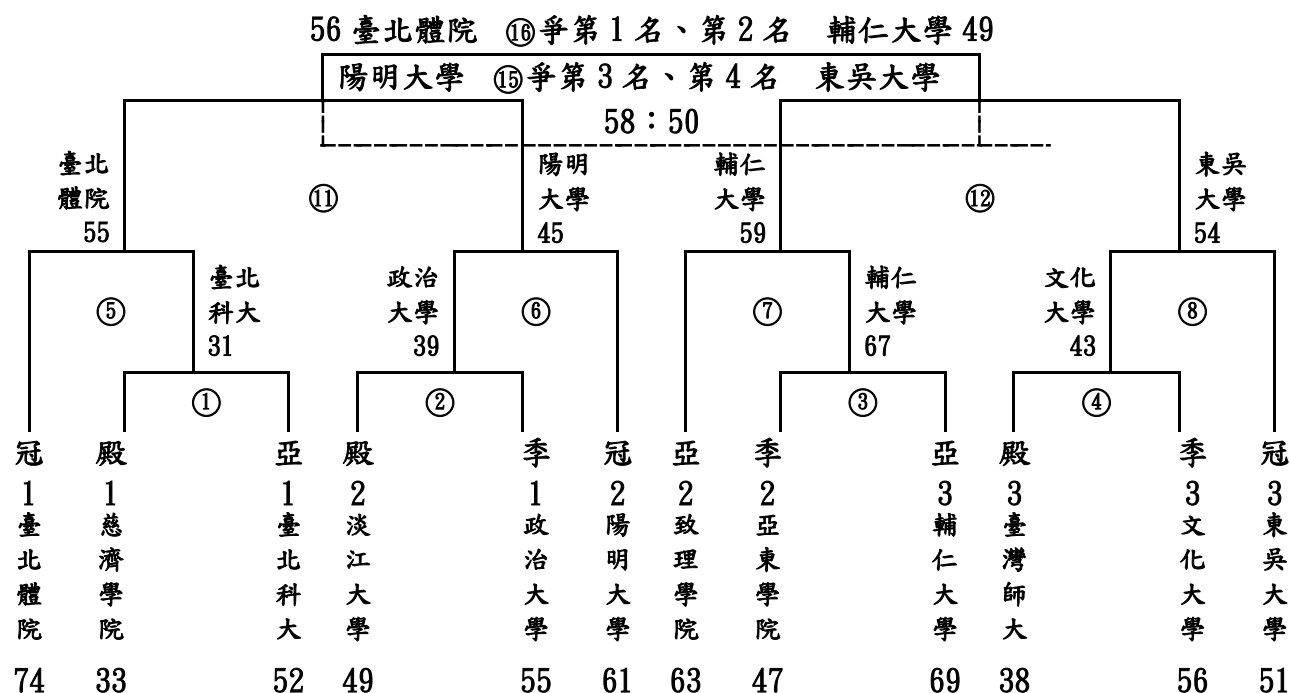 56 臺北體院 ⑯爭第 1 名、第 2 名 輔仁大學 49
陽明大學 ⑮爭第 3 名、第 4 名 東吳大學
58：50
臺北
體院
55
⑪
陽明
大學
45
輔仁
大學
59
⑫
東吳
大學
54
⑤
臺北
科大
31
政治
大學
39
⑥
⑦
輔仁
大學
67
文化
大學
43
⑧
①
②
③
④
冠1臺北體院
殿1慈濟學院
亞1臺北科大
殿2淡江大學
季1政治大學
冠2陽明大學
亞2致理學院
季2亞東學院
亞3輔仁大學
殿3臺灣師大
季3文化大學
冠3東吳大學
74 33 52 49 55 61 63 47 69 38 56 51